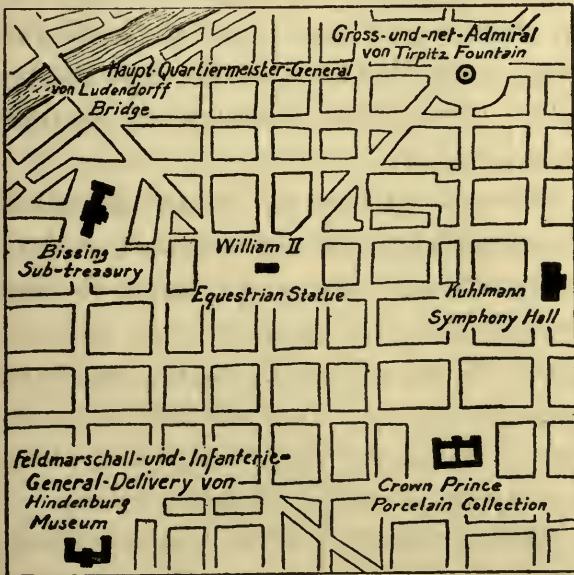 Gross-und-net-Admiral
von Tirpitz Fountain
Haupt-Quartiermeister-General
von Ludendorff
Bridge
Bissing
Sub-treasury
William II
Equestrian Statue
Kuhlmann
Symphony Hall
Feldmarschall-und-Infanterie-
General-Delivery von
Hindenburg
Museum
Crown Prince
Porcelain Collection